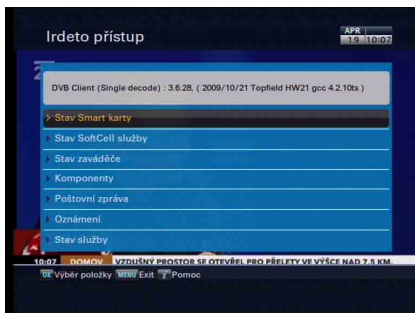 Irdeto přístup
APR
19 10:07
2
DVB Client (Single decode) : 3.6.28, ( 2009/10/21 Topfield HW21 gcc 4.2.10ts )
> Stav Smart karty
Stav SoftCell služby
Stav zaváděče
Komponenty
Poštovní zpráva
Oznámení
Stav služby
10:07 DOMOV VZDUŠNÝ PROSTOR SE OTEVŘEL PRO PŘELETY VE VÝŠCE NAD 7,5 KM.
OK Výběr položky MENU Exit ? Pomoc